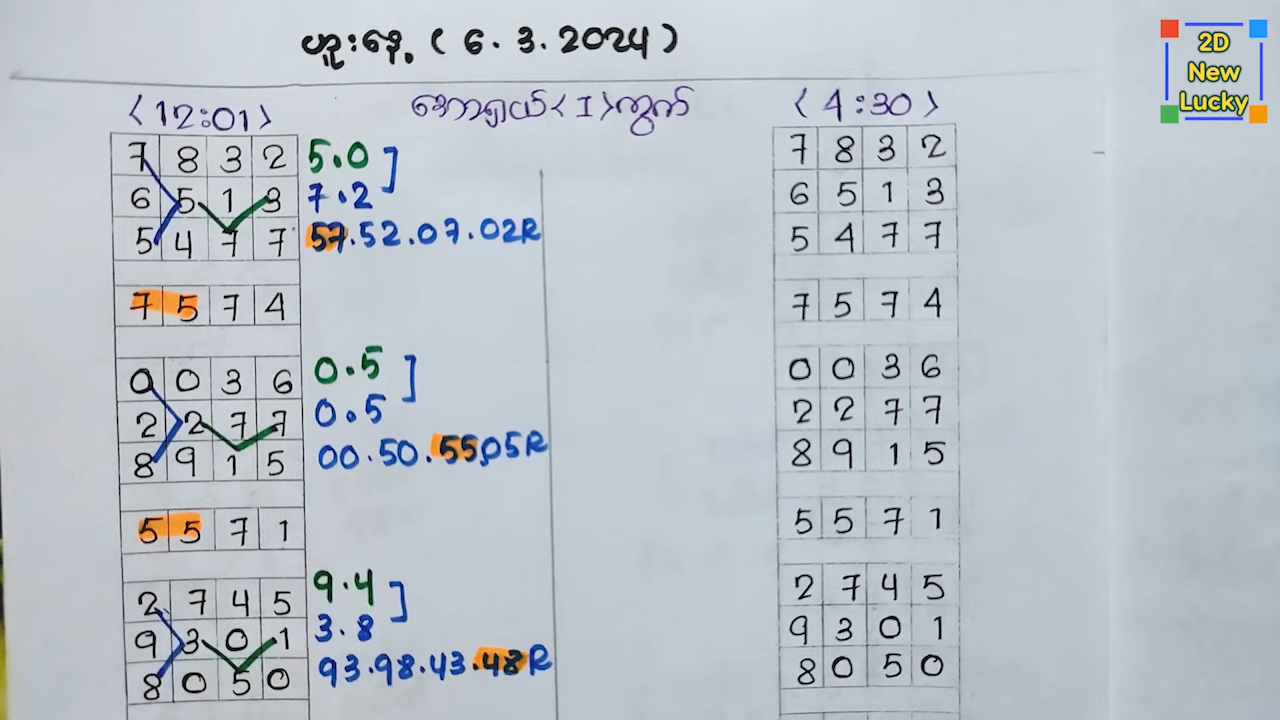 ဗုဒ္ဓဟူးနေ့ ( 6 . 3 . 2024 )
2D
New
Lucky
< 12:01 >
< I >ကွက်
< 4:30 >
7 8 3 2 5.0 ]
6 5 1 3 7.2
5 4 7 7 57.52.07.02R
7 5 7 4
0 0 3 6 0.5 ]
2 2 7 7 0.5
8 9 1 5 00.50.55.05R
5 5 7 1
2 7 4 5 9.4 ]
9 3 0 1 3.8
8 0 5 0 93.98.43.48R
7 8 3 2
6 5 1 3
5 4 7 7
7 5 7 4
0 0 3 6
2 2 7 7
8 9 1 5
5 5 7 1
2 7 4 5
9 3 0 1
8 0 5 0